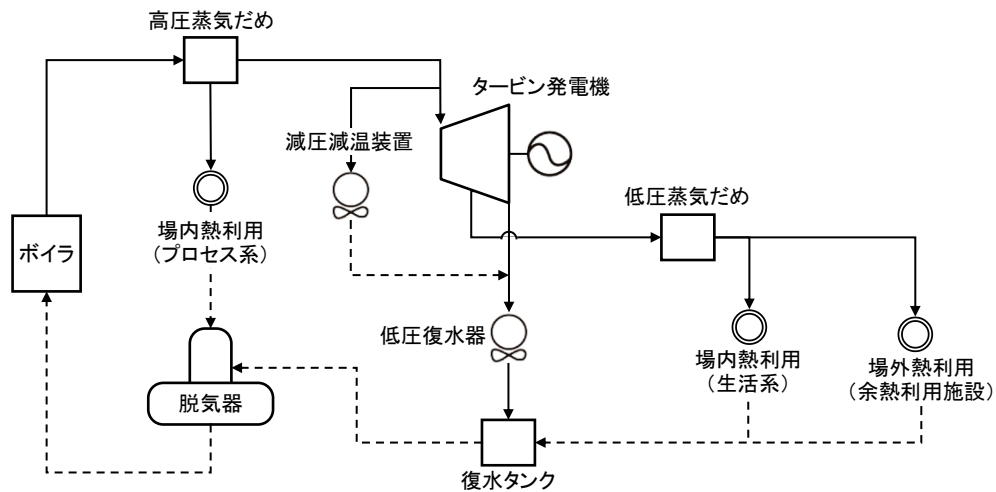 高圧蒸気だめ
タービン発電機
減圧減温装置
低圧蒸気だめ
場内熱利用
（プロセス系）
ボイラ
低圧復水器
場内熱利用
（生活系）
場外熱利用
（余熱利用施設）
脱気器
復水タンク